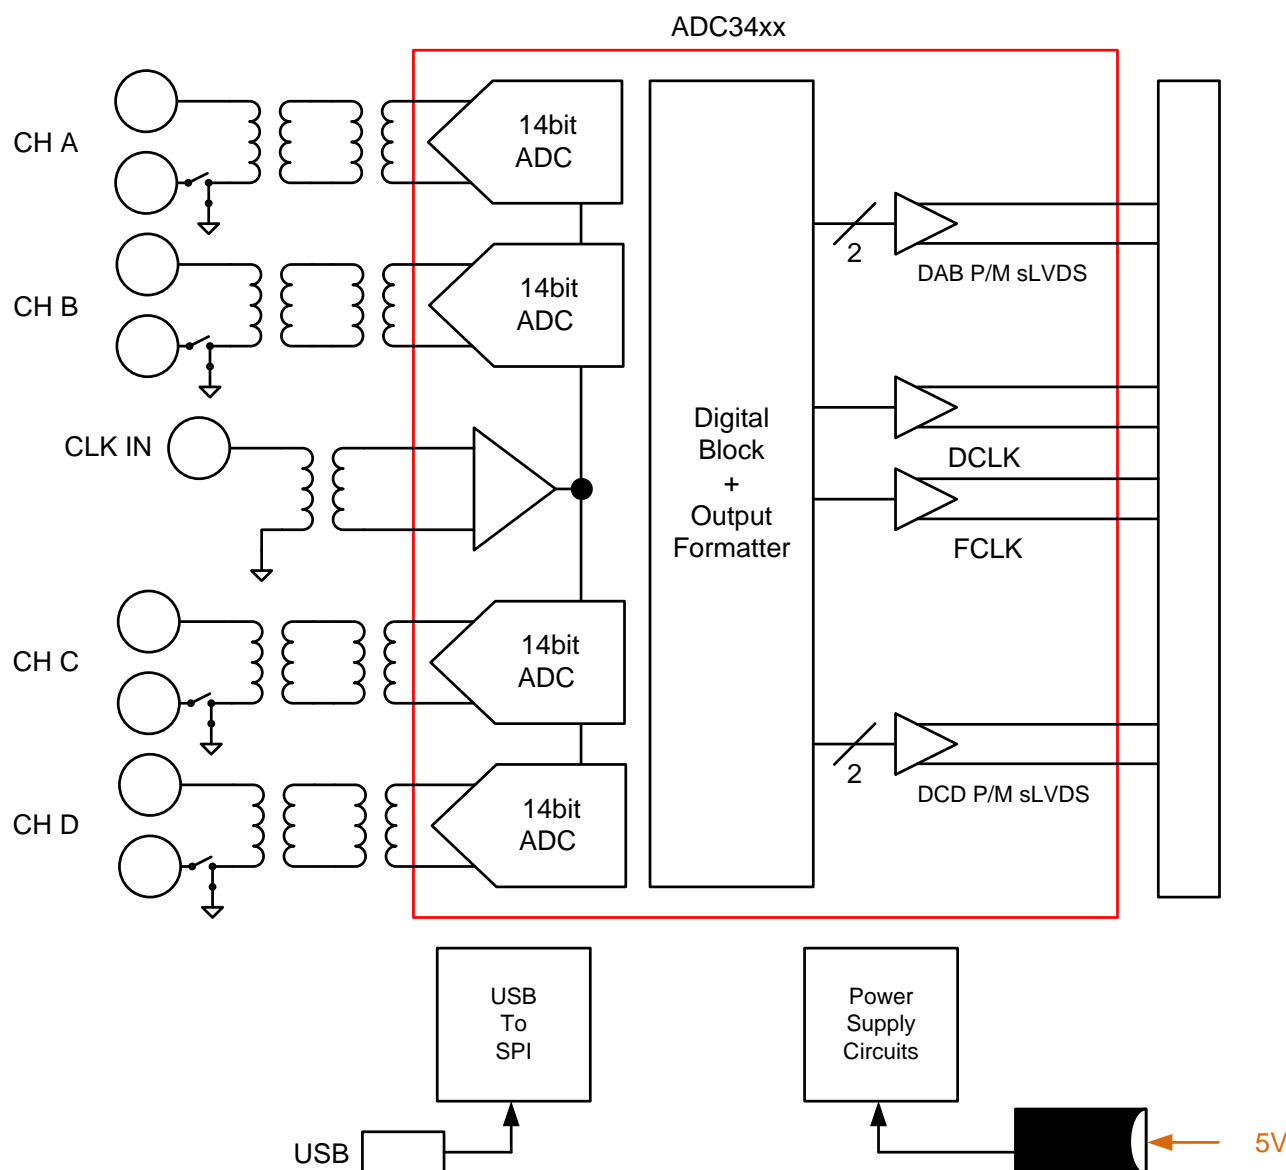 ADC34xx
CH A
14bit
ADC
2
DAB P/M sLVDS
CH B
14bit
ADC
CLK IN
Digital
Block
+
Output
Formatter
DCLK
FCLK
CH C
14bit
ADC
2
DCD P/M sLVDS
CH D
14bit
ADC
USB
To
SPI
Power
Supply
Circuits
USB
5V